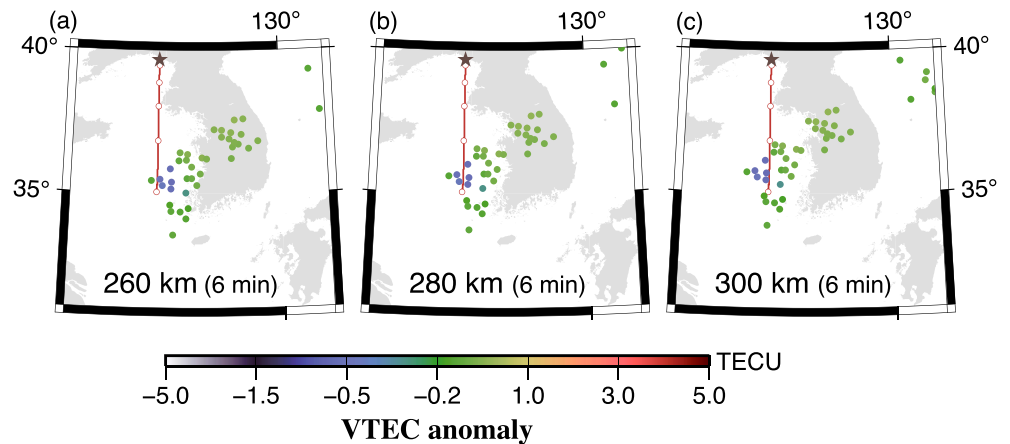 (a) 130° (b) 130° (c) 130°
40° 40°
35° 35°
260 km (6 min) 280 km (6 min) 300 km (6 min)
TECU
−5.0 −1.5 −0.5 −0.2 1.0 3.0 5.0
VTEC anomaly